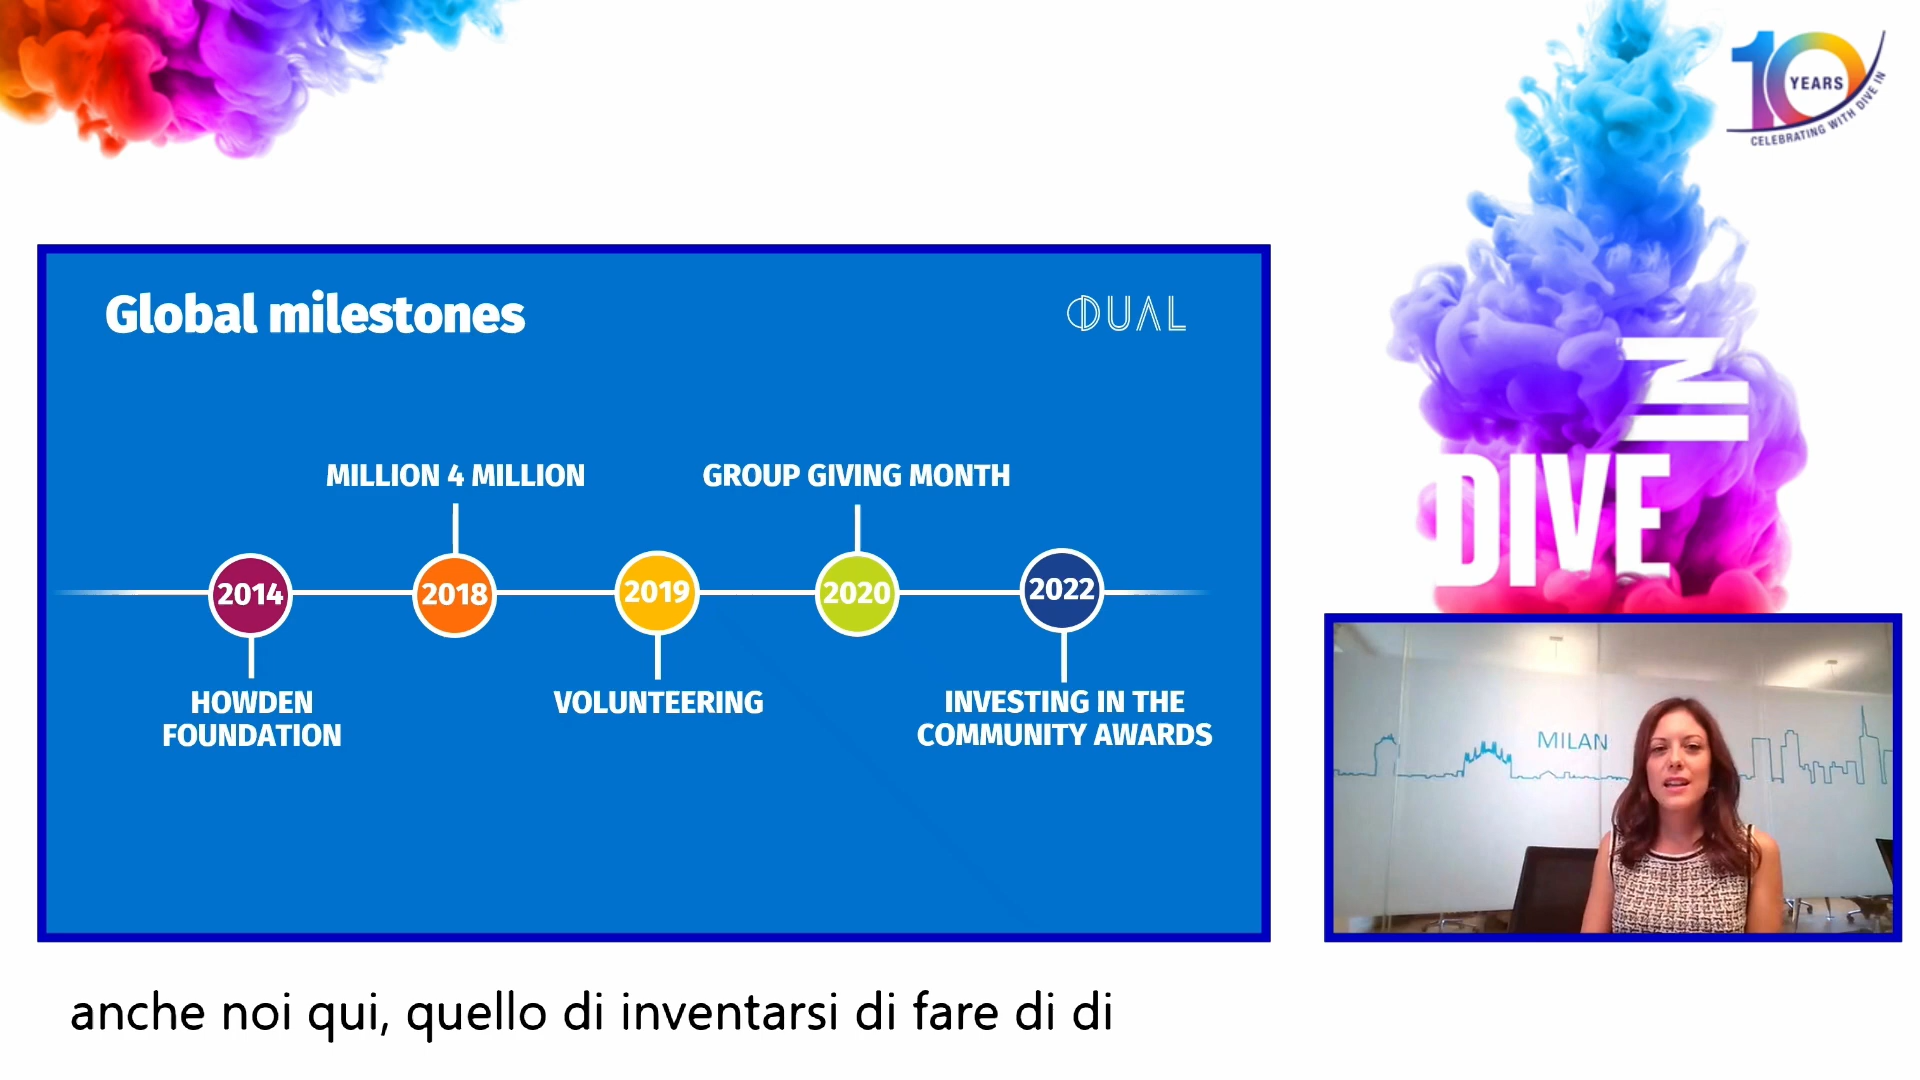 10 YEARS
CELEBRATING WITH DIVE IN
Global milestones
DUAL
MILLION 4 MILLION
GROUP GIVING MONTH
2014
2018
2019
2020
2022
HOWDEN
FOUNDATION
VOLUNTEERING
INVESTING IN THE
COMMUNITY AWARDS
IN
DIVE
MILAN
anche noi qui, quello di inventarsi di fare di di